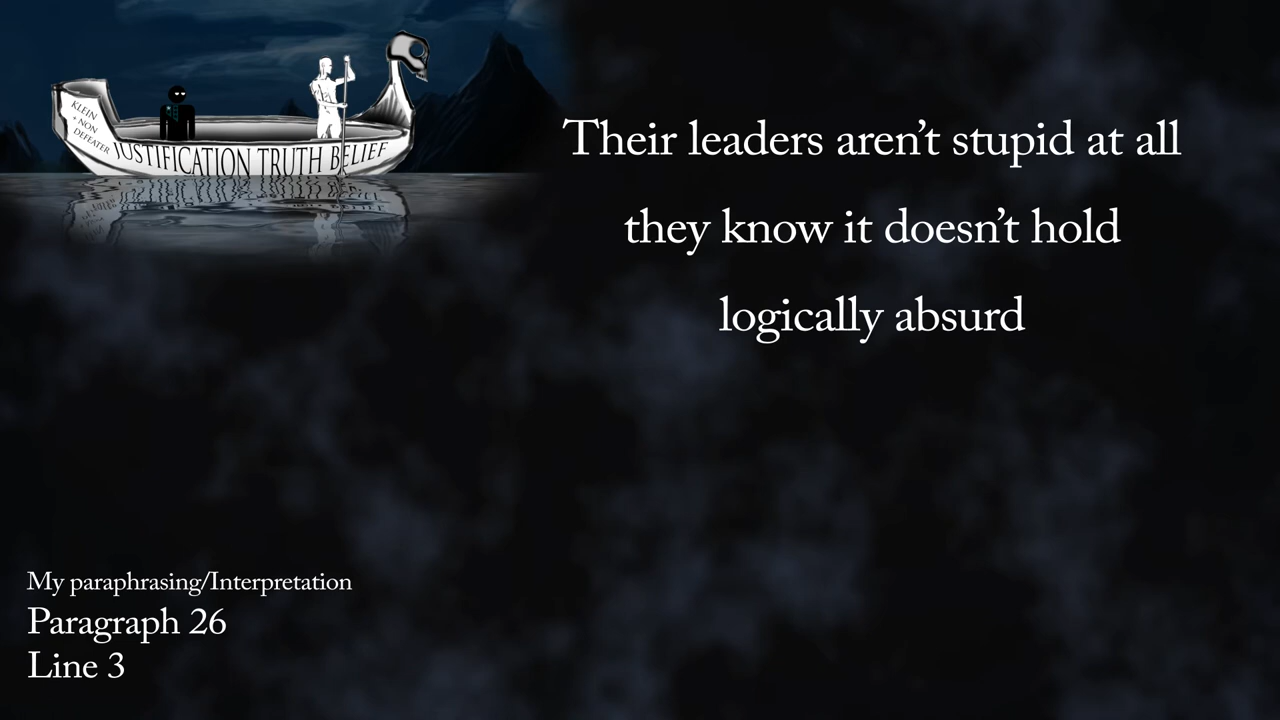 KLEIN
+ NON
DEFEATER
JUSTIFICATION TRUTH BELIEF
Their leaders aren’t stupid at all
they know it doesn’t hold
logically absurd
My paraphrasing/Interpretation
Paragraph 26
Line 3